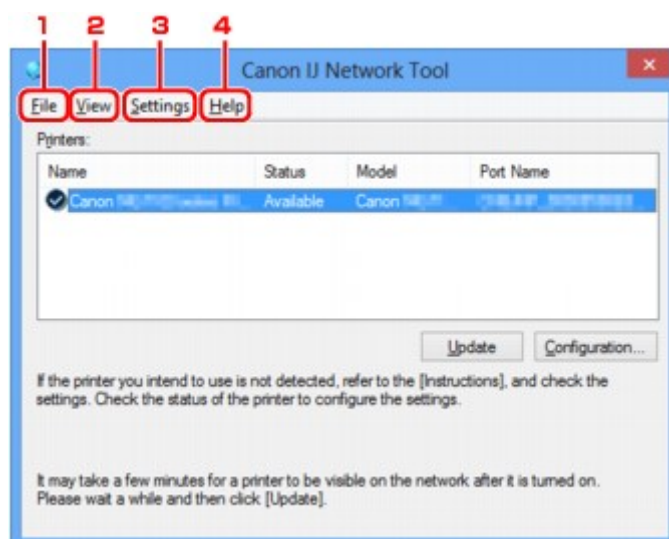 1 2 3 4
Canon IJ Network Tool
File View Settings Help
Printers:
Name Status Model Port Name
Canon Available Canon
Update Configuration...
If the printer you intend to use is not detected, refer to the [Instructions], and check the
settings. Check the status of the printer to configure the settings.
It may take a few minutes for a printer to be visible on the network after it is turned on.
Please wait a while and then click [Update].